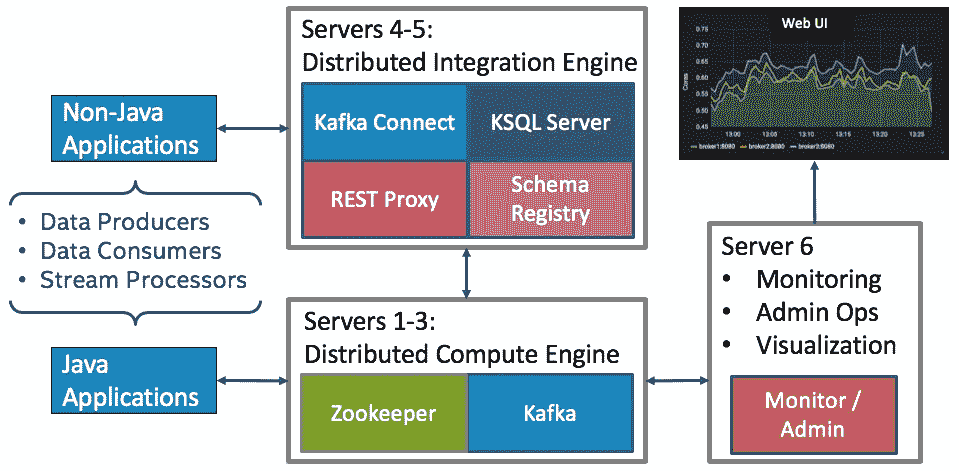 Servers 4-5:
Distributed Integration Engine
Kafka Connect
KSQL Server
REST Proxy
Schema
Registry
Non-Java
Applications
• Data Producers
• Data Consumers
• Stream Processors
Java
Applications
Servers 1-3:
Distributed Compute Engine
Zookeeper
Kafka
Web UI
0.75
0.70
0.65
0.60
0.55
0.50
0.45
Cores
13:00
13:05
13:10
13:15
13:20
13:25
broker1:8080
broker2:8080
broker3:8080
Server 6
• Monitoring
• Admin Ops
• Visualization
Monitor /
Admin